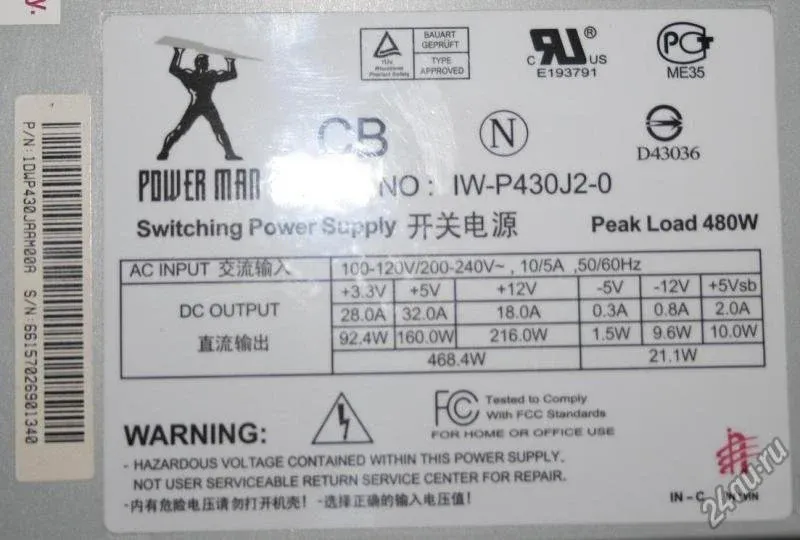 y.
P/N:1DWP430JAAM00A S/N:66157026901340
BAUART
GEPRÜFT
TYPE
APPROVED
C US
E193791
ME35
D43036
CB
N
POWER MAN
NO : IW-P430J2-0
Switching Power Supply 开关电源 Peak Load 480W
AC INPUT 交流输入 100-120V/200-240V~ , 10/5A ,50/60Hz
+3.3V +5V +12V -5V -12V +5Vsb
DC OUTPUT 28.0A 32.0A 18.0A 0.3A 0.8A 2.0A
直流输出 92.4W 160.0W 216.0W 1.5W 9.6W 10.0W
468.4W 21.1W
FC Tested to Comply
With FCC Standards
FOR HOME OR OFFICE USE
WARNING:
- HAZARDOUS VOLTAGE CONTAINED WITHIN THIS POWER SUPPLY.
NOT USER SERVICEABLE RETURN SERVICE CENTER FOR REPAIR.
-内有危险电压请勿打开机壳! -选择正确的输入电压值!
IN - C
24au.ru